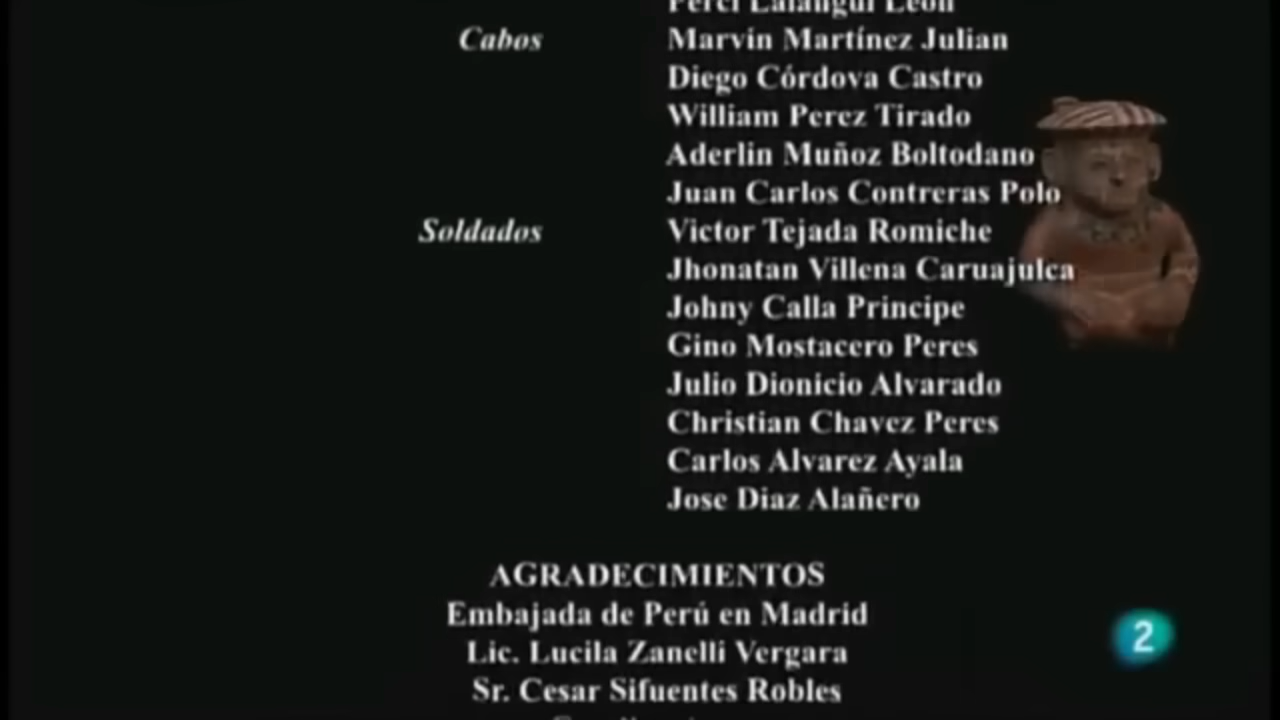 Cabos Marvin Martínez Julian
Diego Córdova Castro
William Perez Tirado
Aderlin Muñoz Boltodano
Juan Carlos Contreras Polo
Soldados Victor Tejada Romiche
Jhonatan Villena Caruajulca
Johny Calla Principe
Gino Mostacero Peres
Julio Dionicio Alvarado
Christian Chavez Peres
Carlos Alvarez Ayala
Jose Diaz Alañero
AGRADECIMIENTOS
Embajada de Perú en Madrid
Lic. Lucila Zanelli Vergara
2
Sr. Cesar Sifuentes Robles